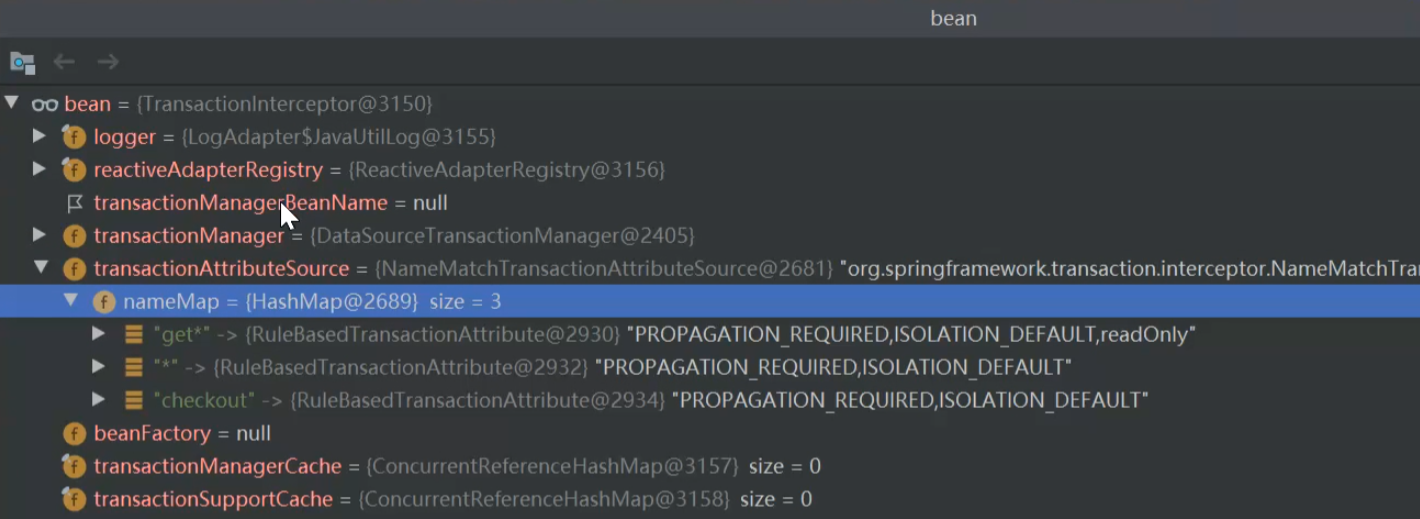 bean
bean = {TransactionInterceptor@3150}
logger = {LogAdapter$JavaUtilLog@3155}
reactiveAdapterRegistry = {ReactiveAdapterRegistry@3156}
transactionManagerBeanName = null
transactionManager = {DataSourceTransactionManager@2405}
transactionAttributeSource = {NameMatchTransactionAttributeSource@2681} "org.springframework.transaction.interceptor.NameMatchTra
nameMap = {HashMap@2689} size = 3
"get*" -> {RuleBasedTransactionAttribute@2930} "PROPAGATION_REQUIRED,ISOLATION_DEFAULT,readOnly"
"*" -> {RuleBasedTransactionAttribute@2932} "PROPAGATION_REQUIRED,ISOLATION_DEFAULT"
"checkout" -> {RuleBasedTransactionAttribute@2934} "PROPAGATION_REQUIRED,ISOLATION_DEFAULT"
beanFactory = null
transactionManagerCache = {ConcurrentReferenceHashMap@3157} size = 0
transactionSupportCache = {ConcurrentReferenceHashMap@3158} size = 0